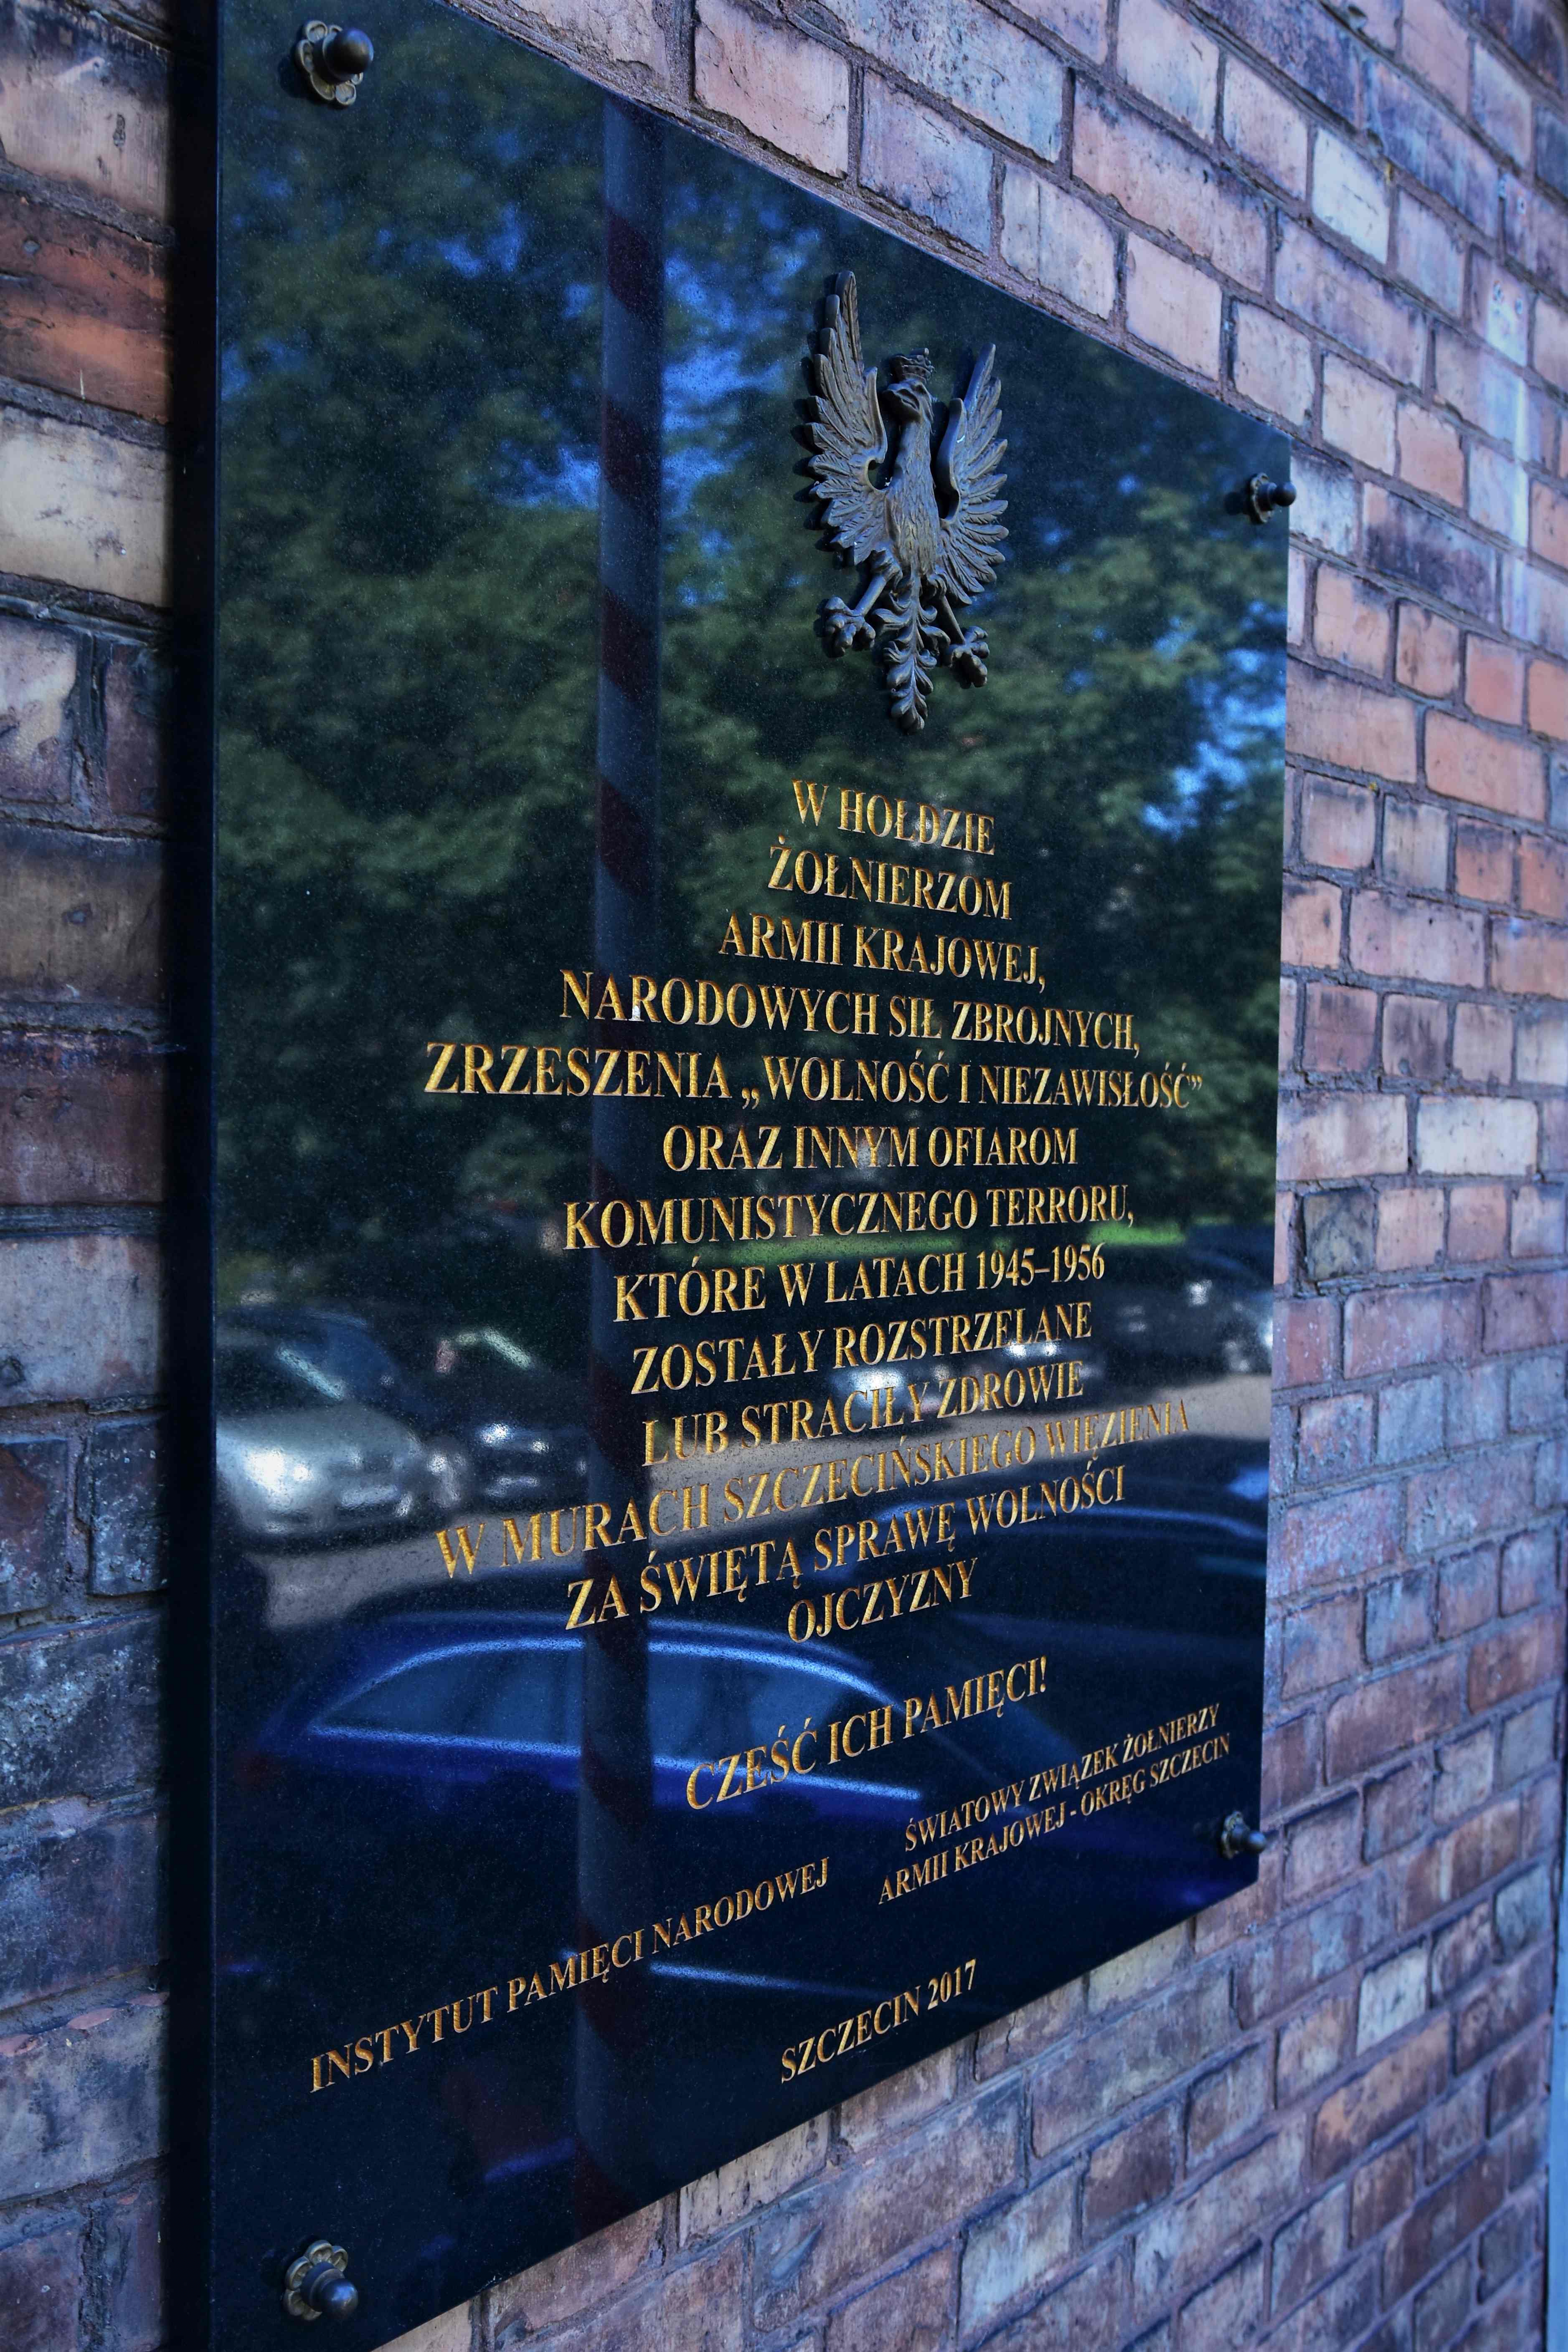 W HOŁDZIE
ŻOŁNIERZOM
ARMII KRAJOWEJ,
NARODOWYCH SIŁ ZBROJNYCH,
ZRZESZENIA „WOLNOŚĆ I NIEZAWISŁOŚĆ”
ORAZ INNYM OFIAROM
KOMUNISTYCZNEGO TERRORU,
KTÓRE W LATACH 1945–1956
ZOSTAŁY ROZSTRZELANE
LUB STRACIŁY ZDROWIE
W MURACH SZCZECIŃSKIEGO WIĘZIENIA
ZA ŚWIĘTĄ SPRAWĘ WOLNOŚCI
OJCZYZNY
CZEŚĆ ICH PAMIĘCI!
INSTYTUT PAMIĘCI NARODOWEJ
ŚWIATOWY ZWIĄZEK ŻOŁNIERZY
ARMII KRAJOWEJ - OKRĘG SZCZECIN
SZCZECIN 2017